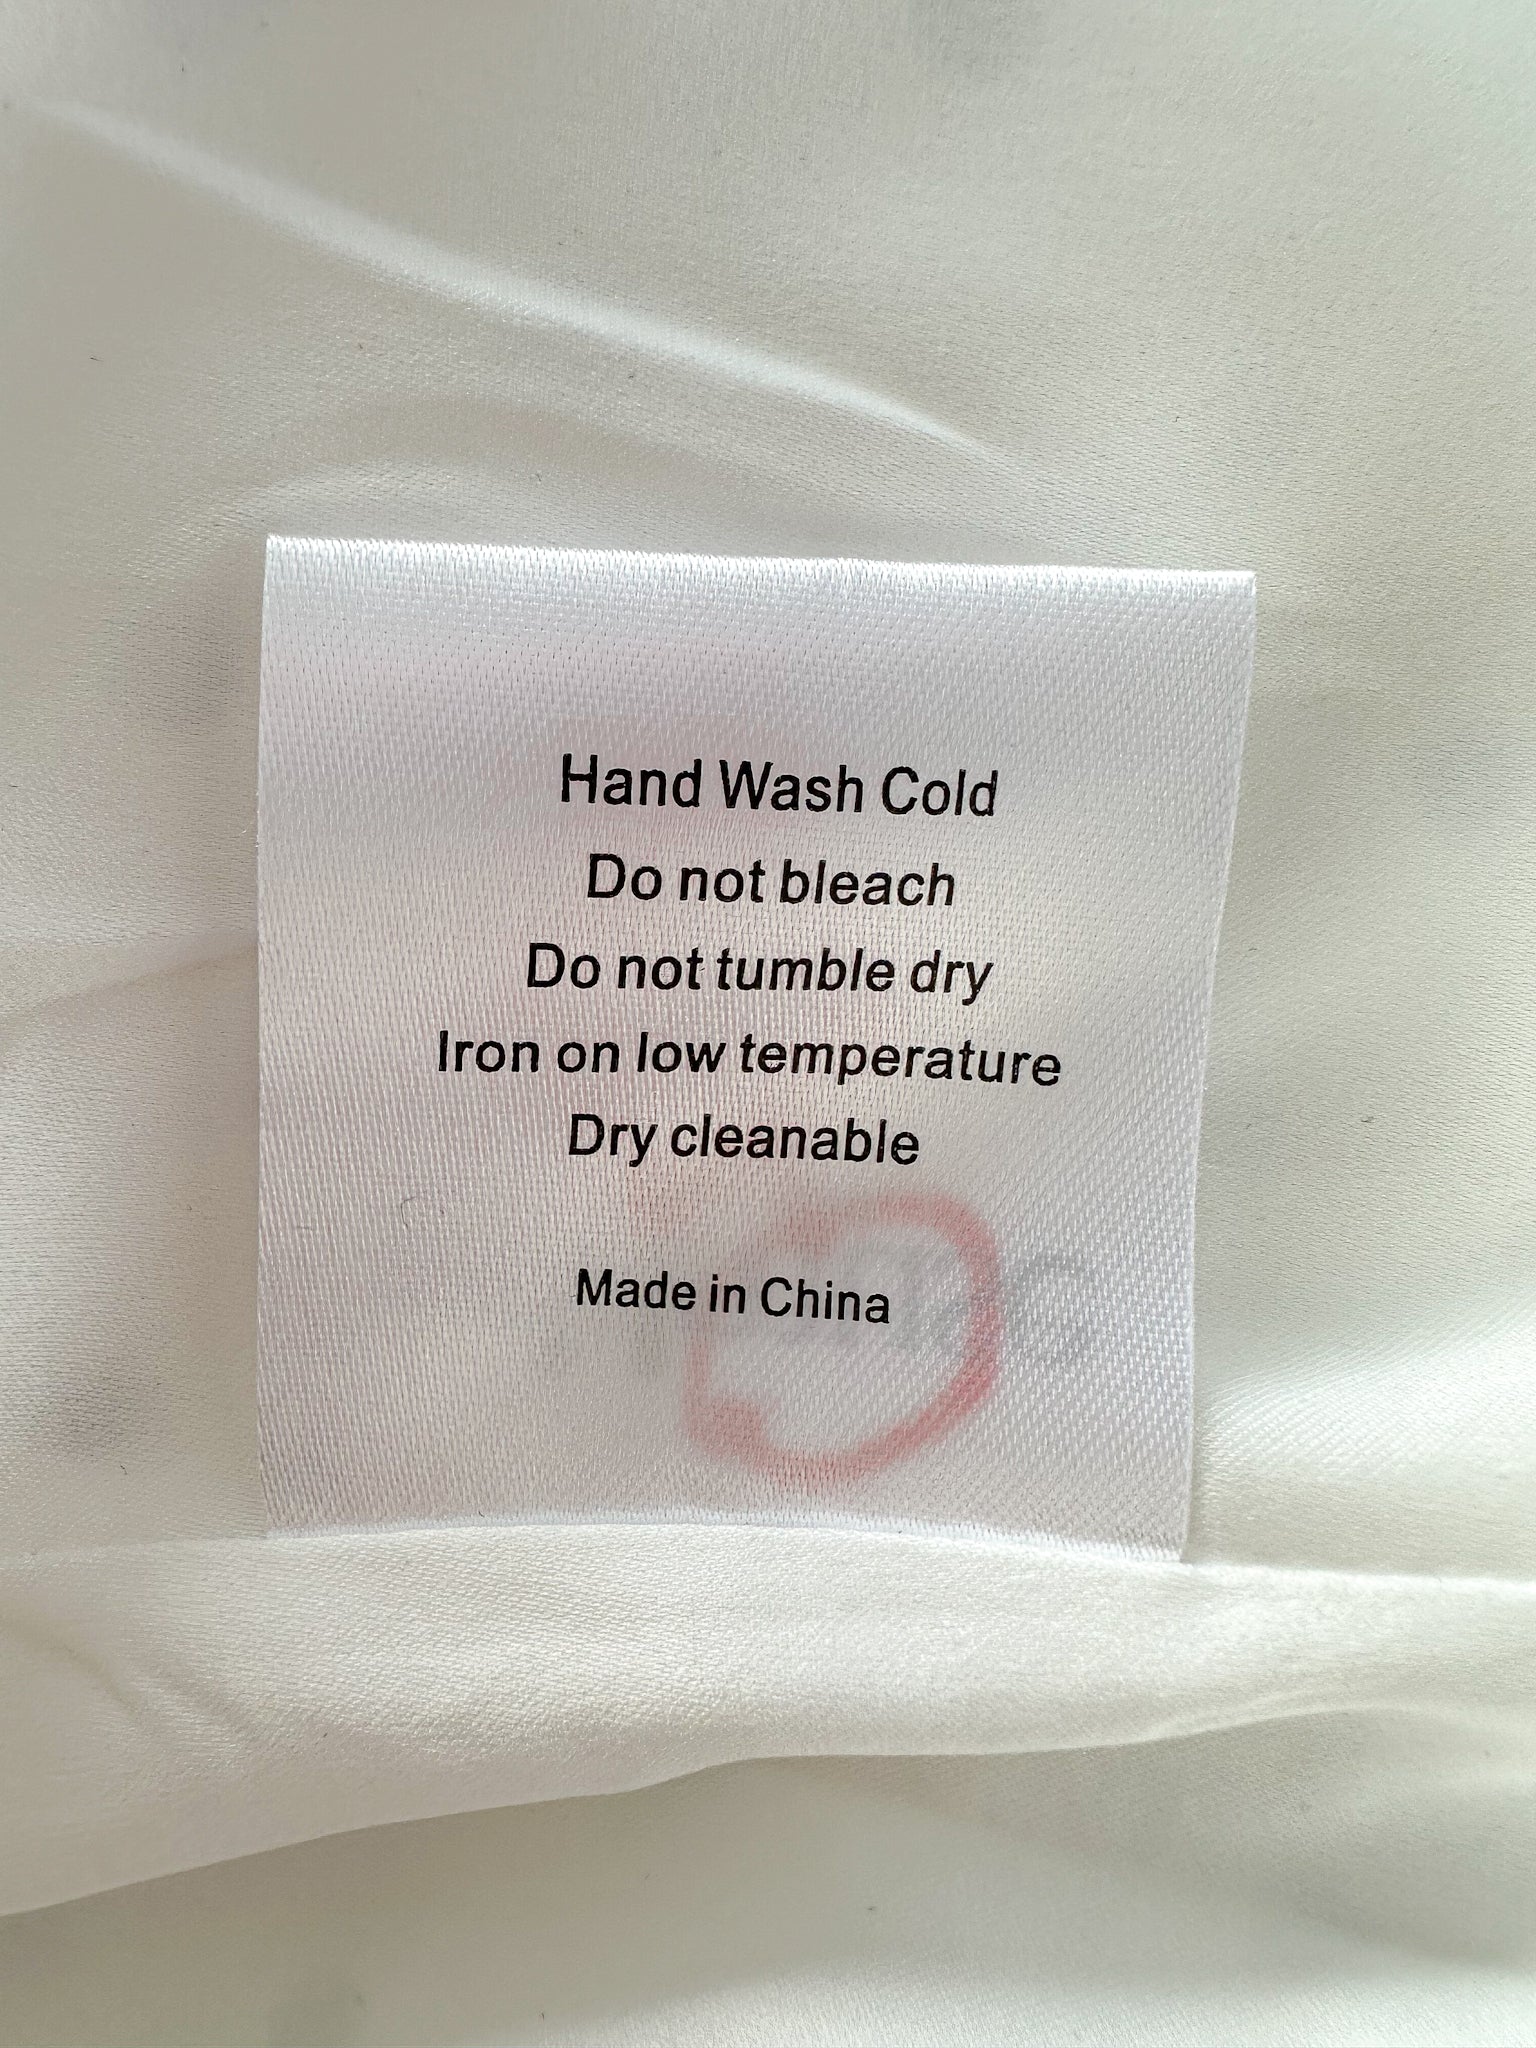 Hand Wash Cold
Do not bleach
Do not tumble dry
Iron on low temperature
Dry cleanable
Made in China